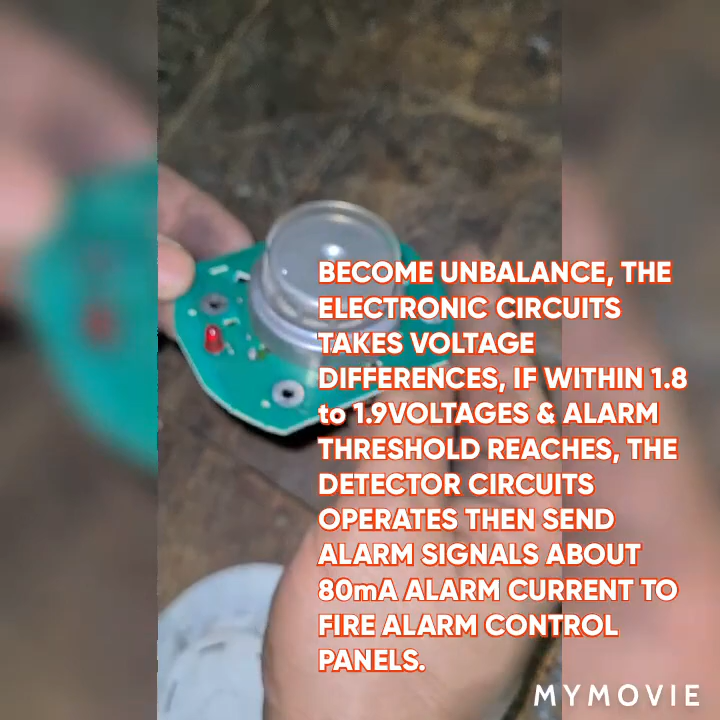 BECOME UNBALANCE, THE
ELECTRONIC CIRCUITS
TAKES VOLTAGE
DIFFERENCES, IF WITHIN 1.8
to 1.9VOLTAGES & ALARM
THRESHOLD REACHES, THE
DETECTOR CIRCUITS
OPERATES THEN SEND
ALARM SIGNALS ABOUT
80mA ALARM CURRENT TO
FIRE ALARM CONTROL
PANELS.
MYMOVIE